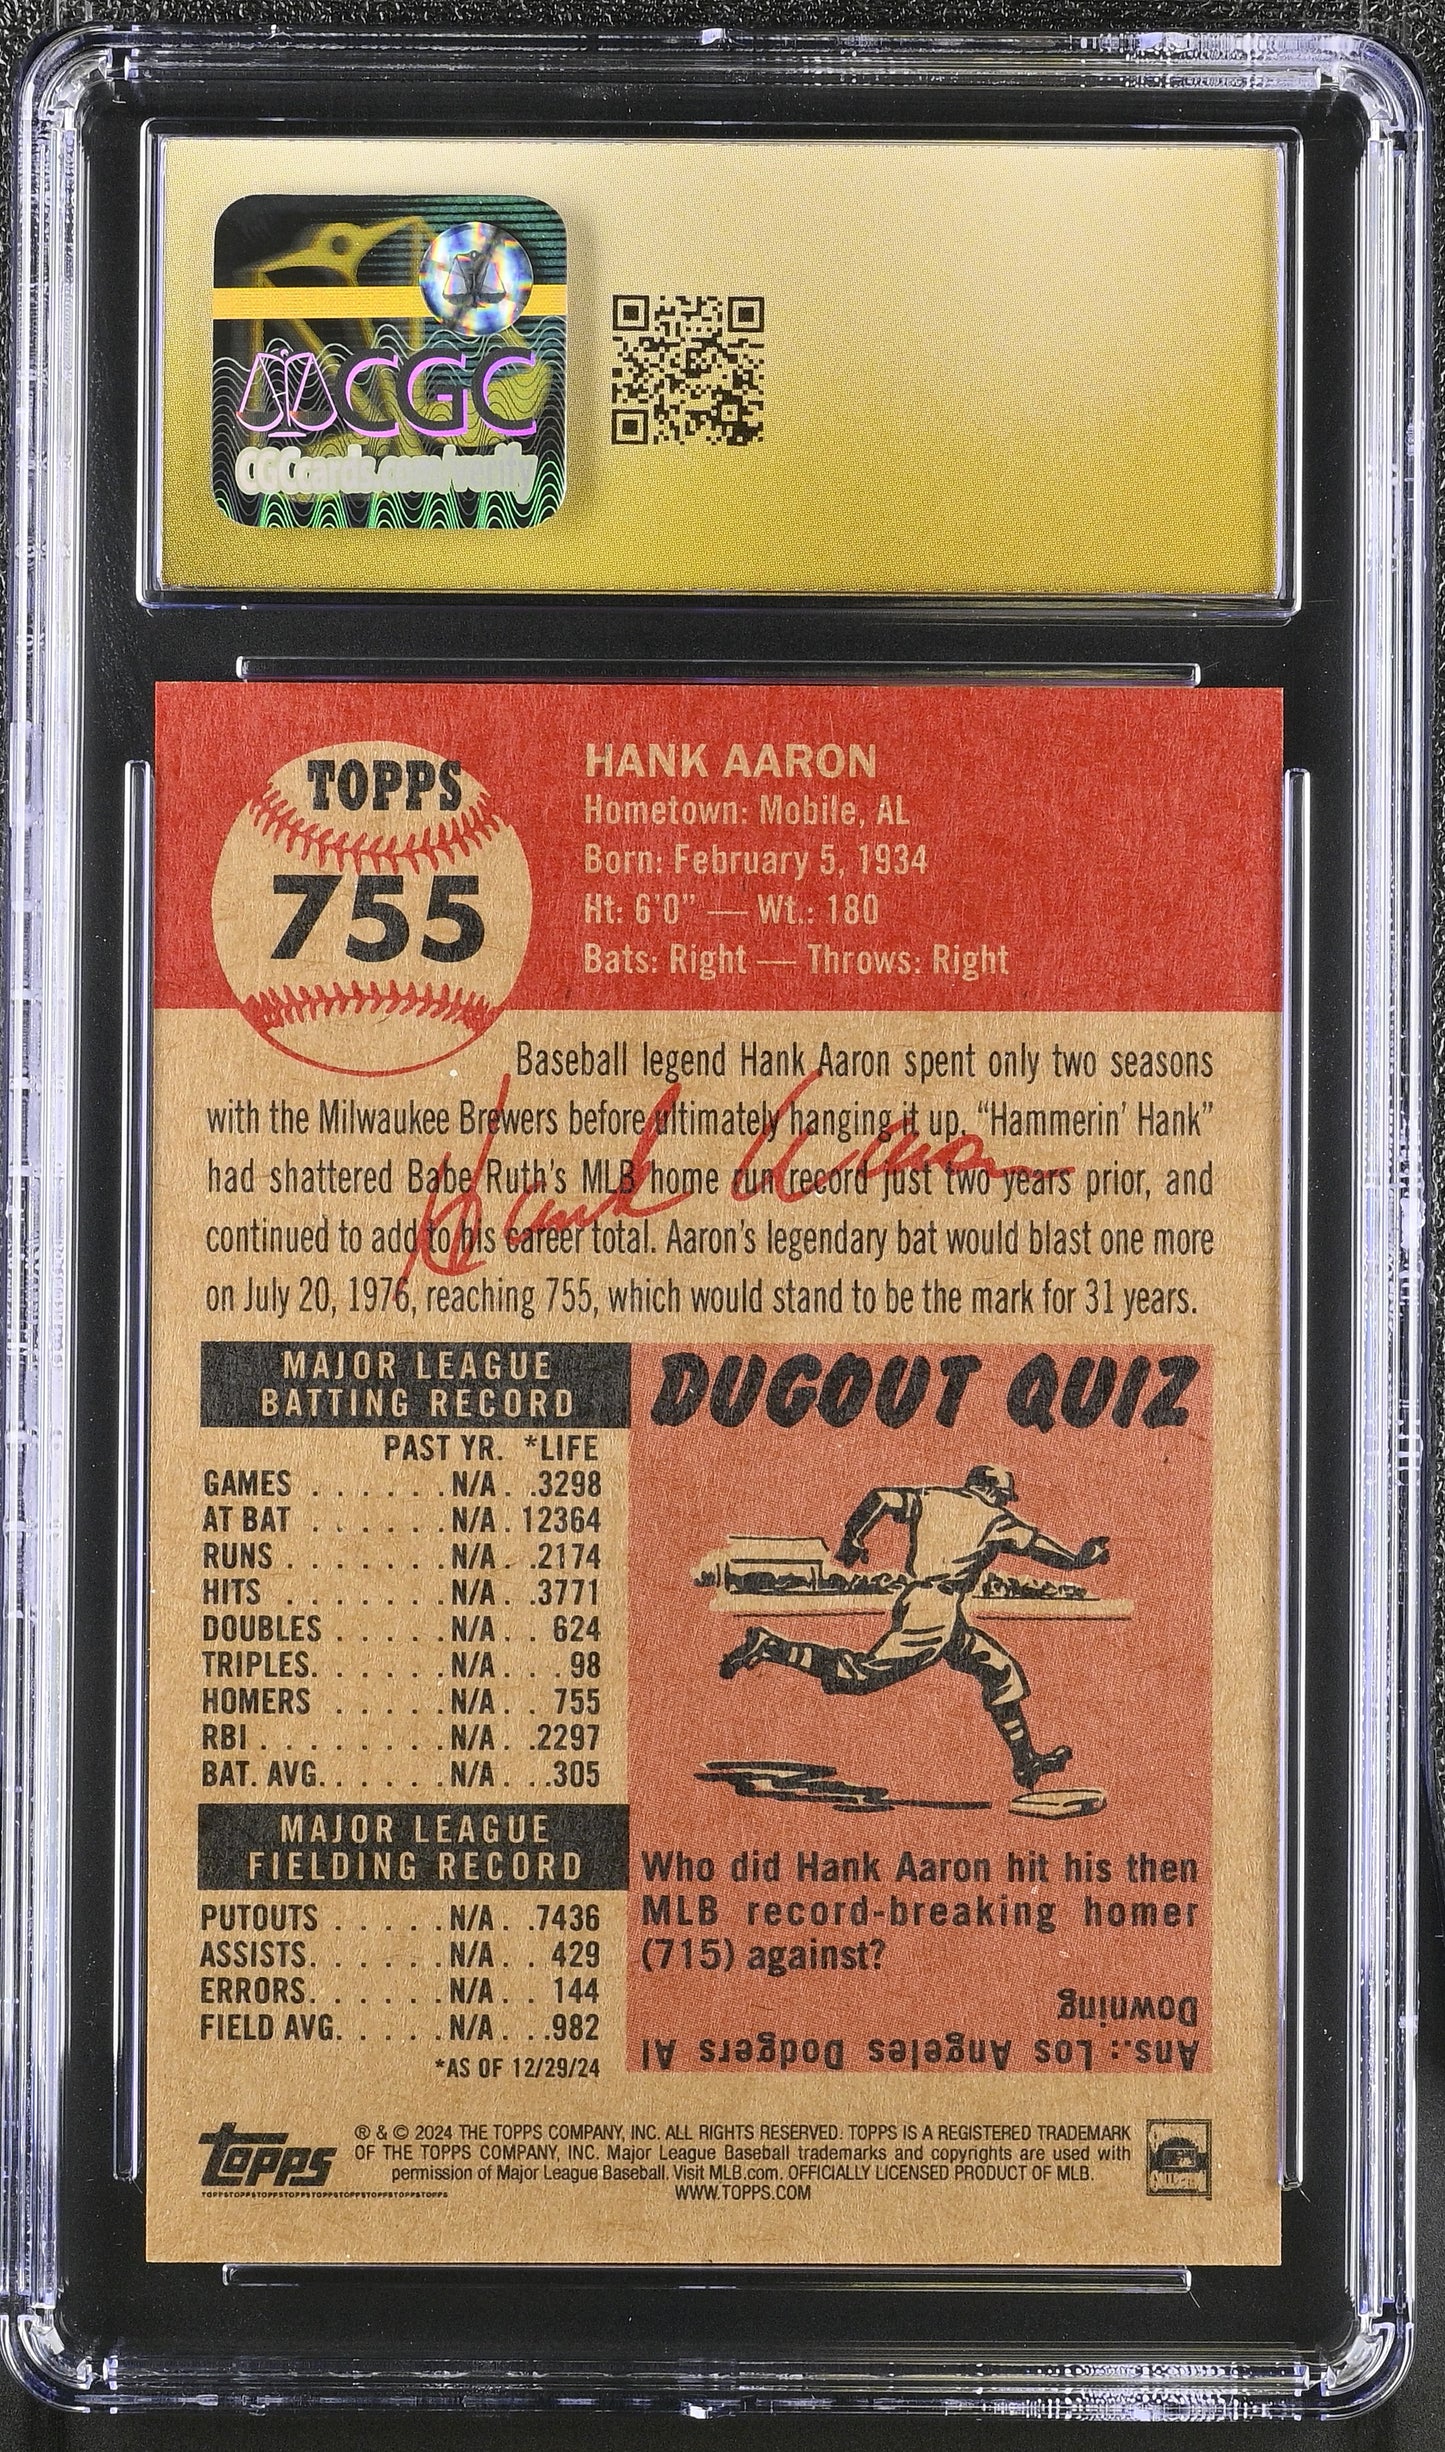 CGC
CGCcards.com/verify
TOPPS
755
HANK AARON
Hometown: Mobile, AL
Born: February 5, 1934
Ht: 6'0" — Wt.: 180
Bats: Right — Throws: Right
Baseball legend Hank Aaron spent only two seasons
with the Milwaukee Brewers before ultimately hanging it up. “Hammerin’ Hank”
had shattered Babe Ruth’s MLB home run record just two years prior, and
continued to add to his career total. Aaron’s legendary bat would blast one more
on July 20, 1976, reaching 755, which would stand to be the mark for 31 years.
Hank Aaron
MAJOR LEAGUE
BATTING RECORD
PAST YR. *LIFE
GAMES . . . . . . . N/A . . .3298
AT BAT . . . . . . N/A . 12364
RUNS . . . . . . . . N/A . . .2174
HITS . . . . . . . N/A . . .3771
DOUBLES . . . . . N/A . . 624
TRIPLES. . . . . . N/A . . . 98
HOMERS . . . . . N/A . . 755
RBI . . . . . . . . N/A . . .2297
BAT. AVG. . . . . . N/A . . .305
MAJOR LEAGUE
FIELDING RECORD
PUTOUTS . . . . . N/A . . .7436
ASSISTS. . . . . . N/A . . 429
ERRORS. . . . . . N/A . . 144
FIELD AVG. . . . . N/A . . .982
*AS OF 12/29/24
DUGOUT QUIZ
Who did Hank Aaron hit his then
MLB record-breaking homer
(715) against?
Ans.: Los Angeles Dodgers Al
Downing
topps
® & © 2024 THE TOPPS COMPANY, INC. ALL RIGHTS RESERVED. TOPPS IS A REGISTERED TRADEMARK
OF THE TOPPS COMPANY, INC. Major League Baseball trademarks and copyrights are used with
permission of Major League Baseball. Visit MLB.com. OFFICIALLY LICENSED PRODUCT OF MLB.
WWW.TOPPS.COM